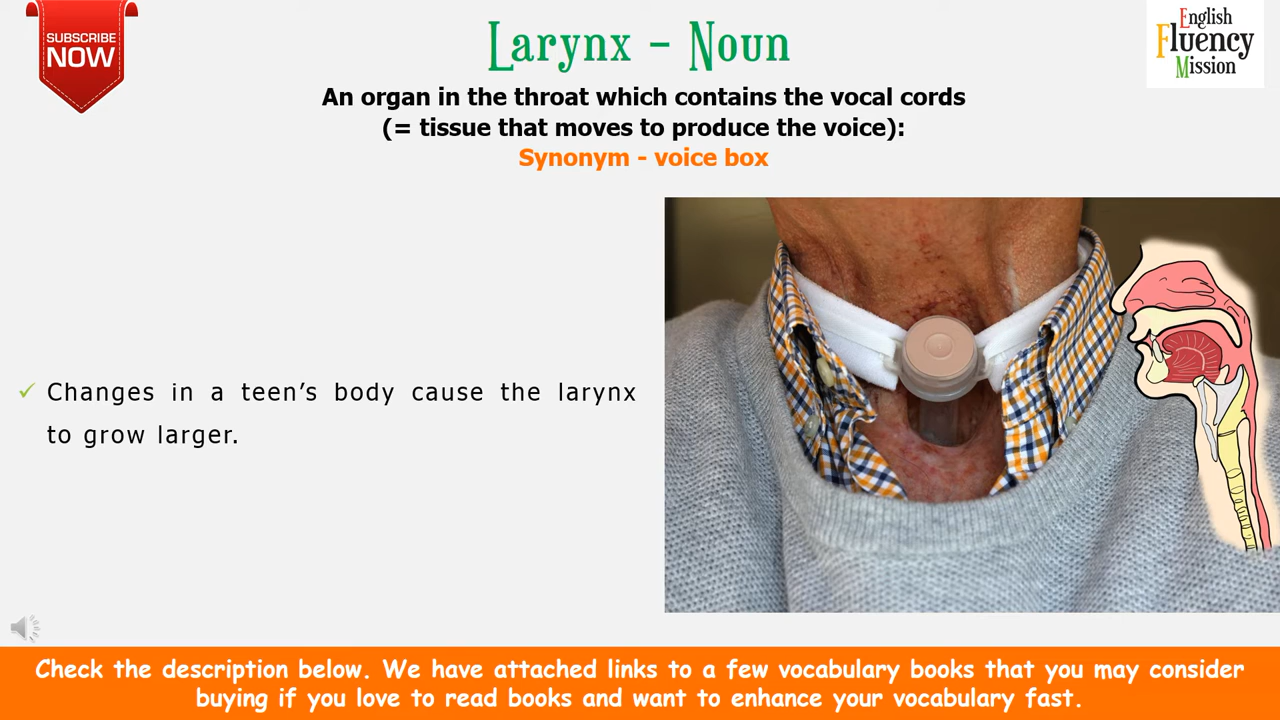 SUBSCRIBE
NOW
English
Fluency
Mission
Larynx – Noun
An organ in the throat which contains the vocal cords
(= tissue that moves to produce the voice):
Synonym - voice box
Changes in a teen’s body cause the larynx
to grow larger.
Check the description below. We have attached links to a few vocabulary books that you may consider
buying if you love to read books and want to enhance your vocabulary fast.